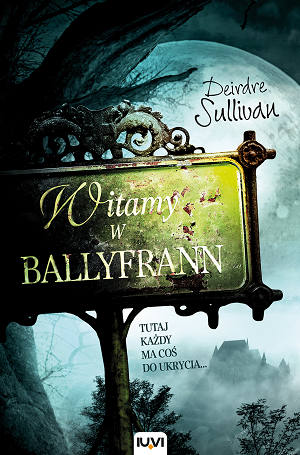 Deirdre
Sullivan
Witamy
W
BALLYFRANN
TUTAJ
KAŻDY
MA COŚ
DO UKRYCIA...
IUVI